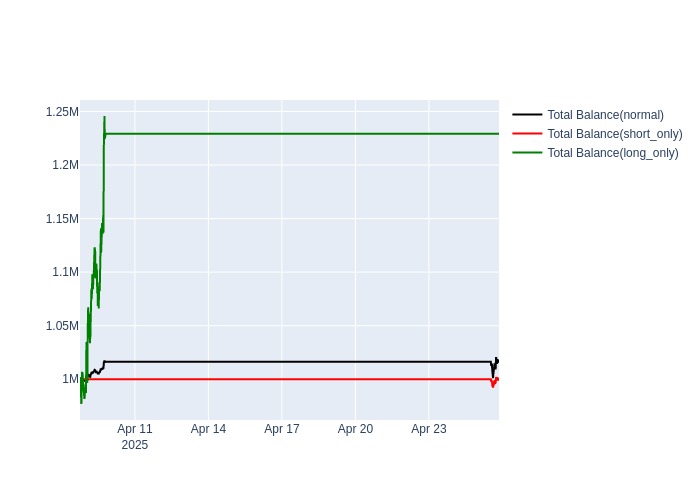 1.25M
1.2M
1.15M
1.1M
1.05M
1M
Apr 11
2025
Apr 14
Apr 17
Apr 20
Apr 23
Total Balance(normal)
Total Balance(short_only)
Total Balance(long_only)